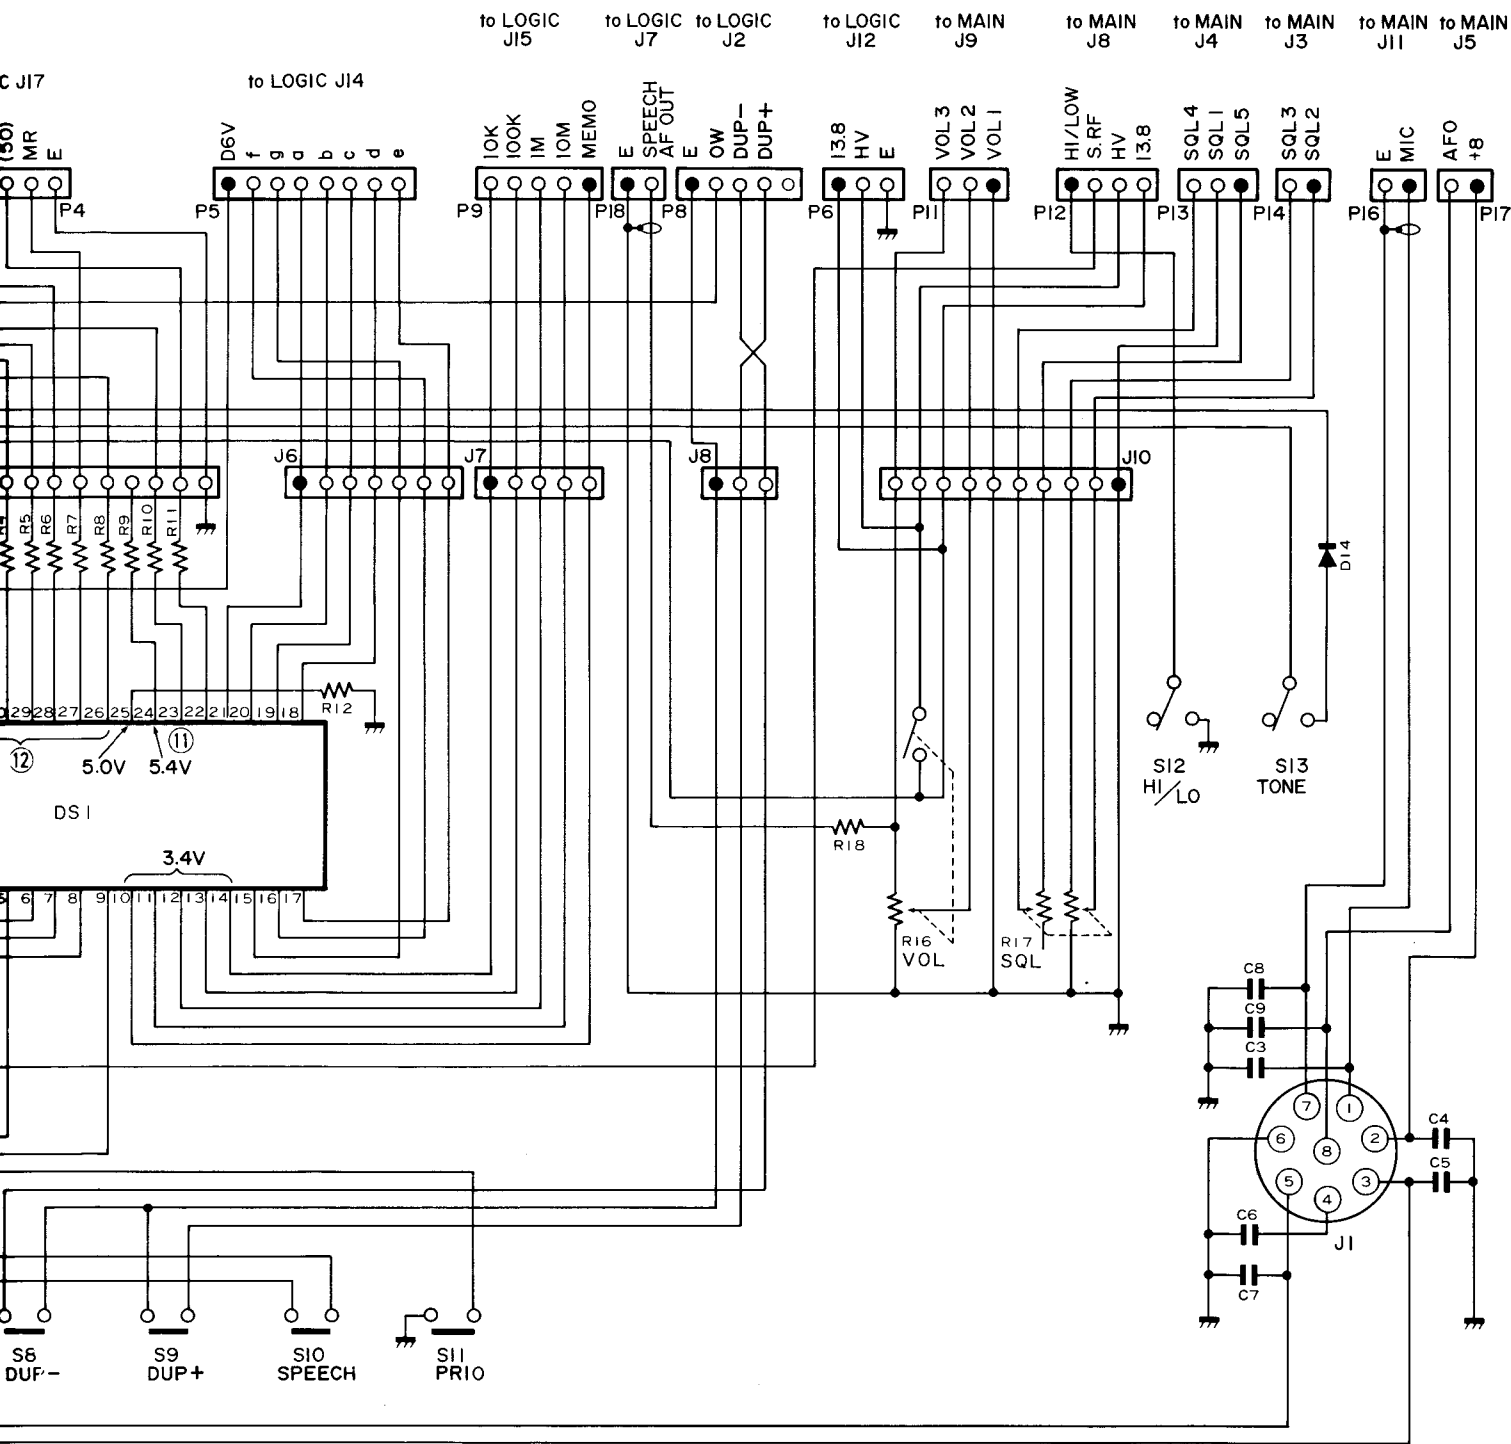 to LOGIC J15
to LOGIC J7
to LOGIC J2
to LOGIC J12
to MAIN J9
to MAIN J8
to MAIN J4
to MAIN J3
to MAIN J11
to MAIN J5
C J17
to LOGIC J14
(50)
MR
E
D6V
f
g
a
b
c
d
e
10K
100K
1M
10M
MEMO
E
SPEECH
AF OUT
E
OW
DUP-
DUP+
13.8
HV
E
VOL3
VOL2
VOL1
HI/LOW
S.RF
HV
13.8
SQL4
SQL1
SQL5
SQL3
SQL2
E
MIC
AFO
+8
P4
P5
P9
P18
P8
P6
P11
P12
P13
P14
P16
P17
J6
J7
J8
J10
R4
R5
R6
R7
R8
R9
R10
R11
D14
R12
29
28
27
26
25
24
23
22
21
20
19
18
12
5.0V
5.4V
11
DS1
3.4V
5
6
7
8
9
10
11
12
13
14
15
16
17
R18
R16
VOL
R17
SQL
S12
HI/LO
S13
TONE
C8
C9
C3
7
1
6
8
2
5
4
3
C4
C5
C6
C7
J1
S8
DUP-
S9
DUP+
S10
SPEECH
S11
PRIO